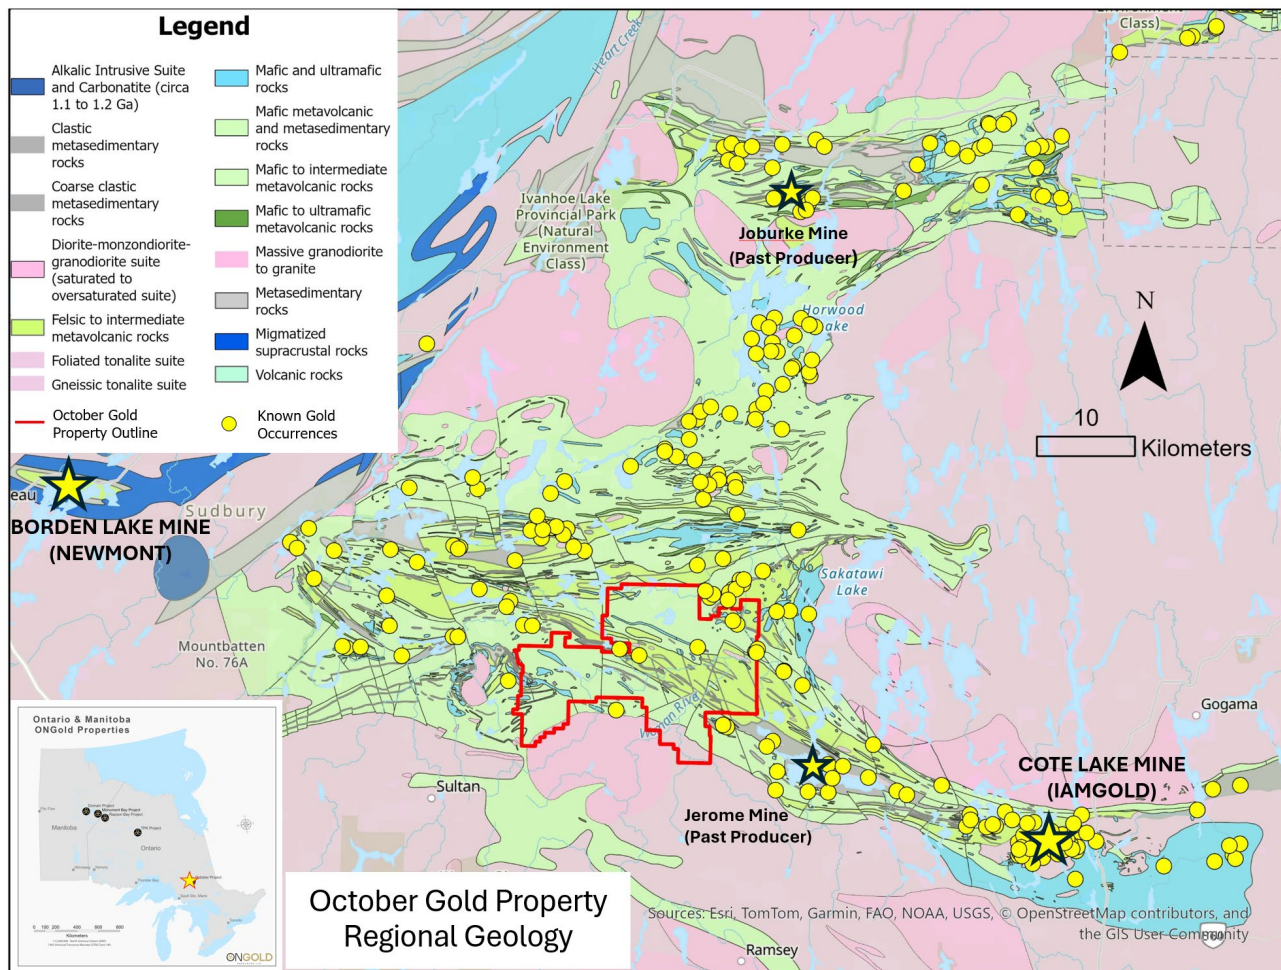 Legend
Alkalic Intrusive Suite
and Carbonatite (circa
1.1 to 1.2 Ga)
Clastic
metasedimentary
rocks
Coarse clastic
metasedimentary
rocks
Diorite-monzondiorite-
granodiorite suite
(saturated to
oversaturated suite)
Felsic to intermediate
metavolcanic rocks
Foliated tonalite suite
Gneissic tonalite suite
October Gold
Property Outline
Mafic and ultramafic
rocks
Mafic metavolcanic
and metasedimentary
rocks
Mafic to intermediate
metavolcanic rocks
Mafic to ultramafic
metavolcanic rocks
Massive granodiorite
to granite
Metasedimentary
rocks
Migmatized
supracrustal rocks
Volcanic rocks
Known Gold
Occurrences
Heart Creek
Class)
Ivanhoe Lake
Provincial Park
(Natural
Environment
Class)
Joburke Mine
(Past Producer)
Horwood
Lake
N
10
Kilometers
eau
BORDEN LAKE MINE
(NEWMONT)
Sudbury
Sakatawi
Lake
Mountbatten
No. 76A
Woman River
Gogama
COTE LAKE MINE
(IAMGOLD)
Sultan
Jerome Mine
(Past Producer)
Ramsey
Ontario & Manitoba
ONGold Properties
Manitoba
Ontario
Kilometers
ONGOLD
October Gold Property
Regional Geology
Sources: Esri, TomTom, Garmin, FAO, NOAA, USGS, © OpenStreetMap contributors, and
the GIS User Community